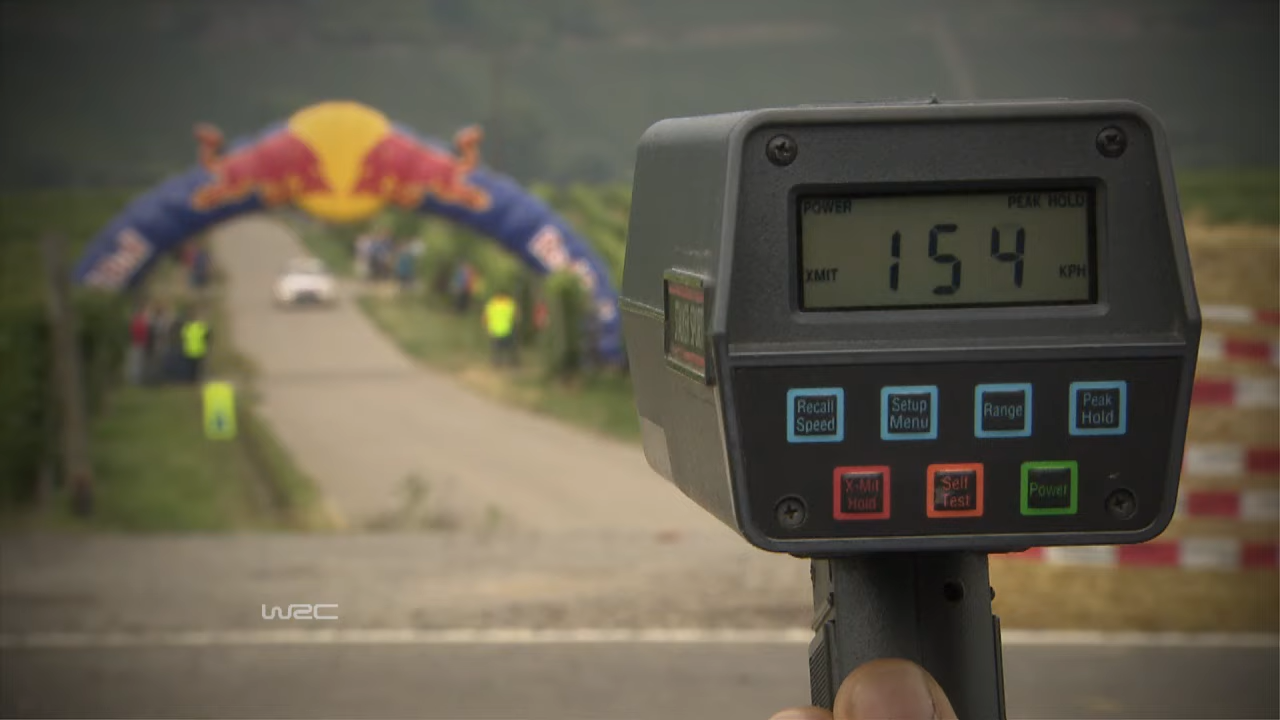 POWER PEAK HOLD
154
XMIT KPH
Recall Speed
Setup Menu
Range
Peak Hold
X-Mit Hold
Self Test
Power
WRC